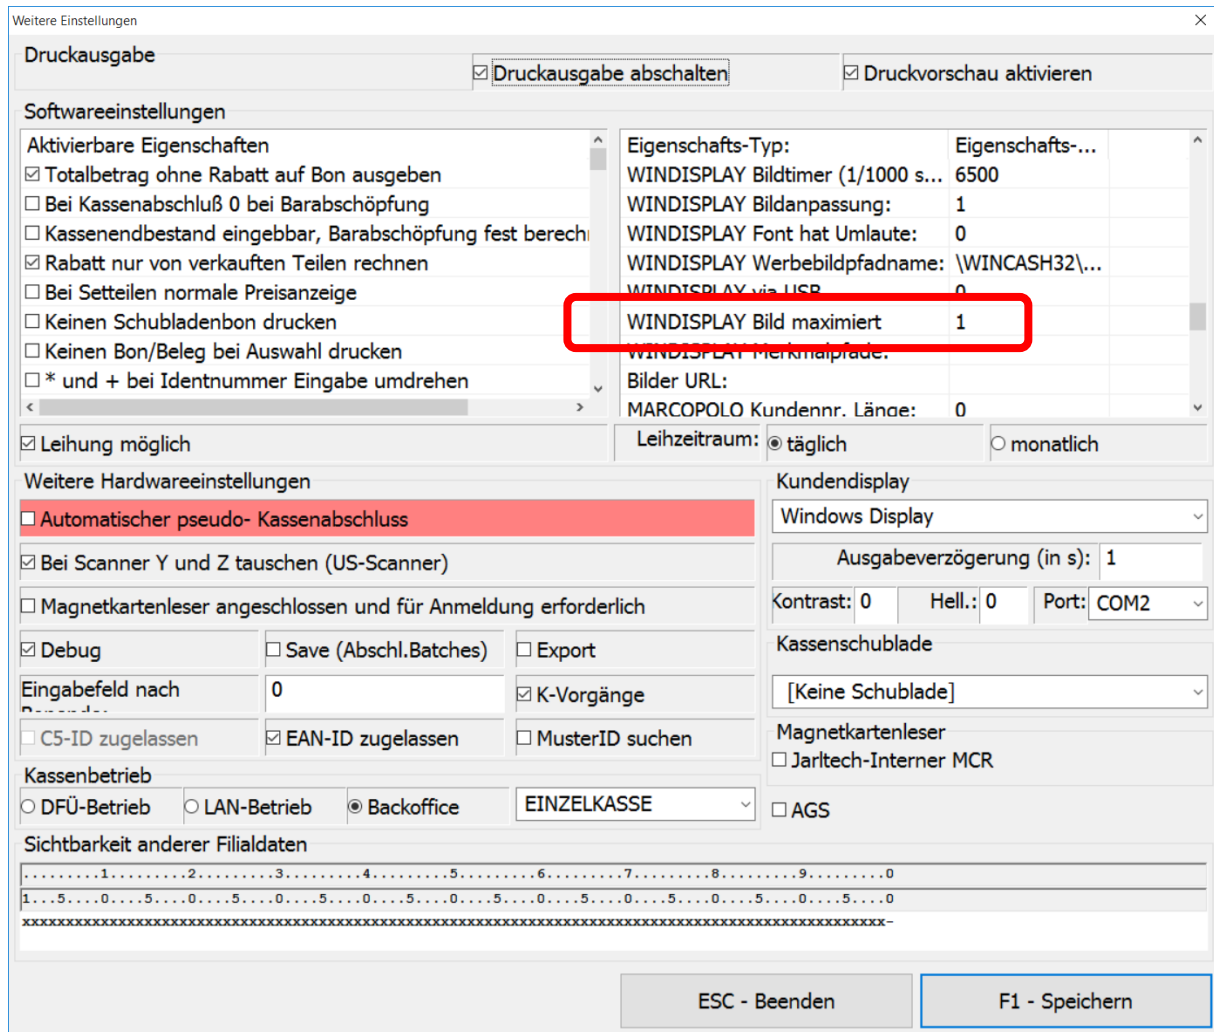 Weitere Einstellungen
Druckausgabe
Druckausgabe abschalten
Druckvorschau aktivieren
Softwareeinstellungen
Aktivierbare Eigenschaften
Totalbetrag ohne Rabatt auf Bon ausgeben
Bei Kassenabschluß 0 bei Barabschöpfung
Kassenendbestand eingebbar, Barabschöpfung fest berech
Rabatt nur von verkauften Teilen rechnen
Bei Setteilen normale Preisanzeige
Keinen Schubladenbon drucken
Keinen Bon/Beleg bei Auswahl drucken
* und + bei Identnummer Eingabe umdrehen
Eigenschafts-Typ: Eigenschafts-...
WINDISPLAY Bildtimer (1/1000 s... 6500
WINDISPLAY Bildanpassung: 1
WINDISPLAY Font hat Umlaute: 0
WINDISPLAY Werbebildpfadname: \WINCASH32\...
WINDISPLAY via USB 0
WINDISPLAY Bild maximiert 1
WINDISPLAY Merkmalpfade:
Bilder URL:
MARCOPOLO Kundennr. Länge: 0
Leihung möglich
Leihzeitraum: täglich monatlich
Weitere Hardwareeinstellungen
Automatischer pseudo- Kassenabschluss
Bei Scanner Y und Z tauschen (US-Scanner)
Magnetkartenleser angeschlossen und für Anmeldung erforderlich
Debug Save (Abschl.Batches) Export
Eingabefeld nach
0 K-Vorgänge
C5-ID zugelassen EAN-ID zugelassen MusterID suchen
Kundendisplay
Windows Display
Ausgabeverzögerung (in s): 1
Kontrast: 0 Hell.: 0 Port: COM2
Kassenschublade
[Keine Schublade]
Magnetkartenleser
Jarltech-Interner MCR
AGS
Kassenbetrieb
DFÜ-Betrieb LAN-Betrieb Backoffice EINZELKASSE
Sichtbarkeit anderer Filialdaten
.........1.........2.........3.........4.........5.........6.........7.........8.........9.........0
1...5....0....5....0....5....0....5....0....5....0....5....0....5....0....5....0....5....0....5....0
xxxxxxxxxxxxxxxxxxxxxxxxxxxxxxxxxxxxxxxxxxxxxxxxxxxxxxxxxxxxxxxxxxxxxxxxxxxxxxxxxxxxxxxxxxxxxxxxxxx-
ESC - Beenden F1 - Speichern